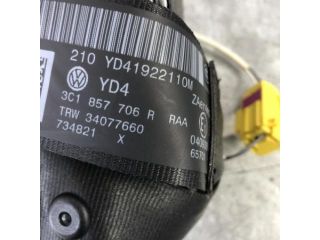 210 YD41922110M
YD4
3C1 857 706 R RAA
TRW 34077660
734821 X